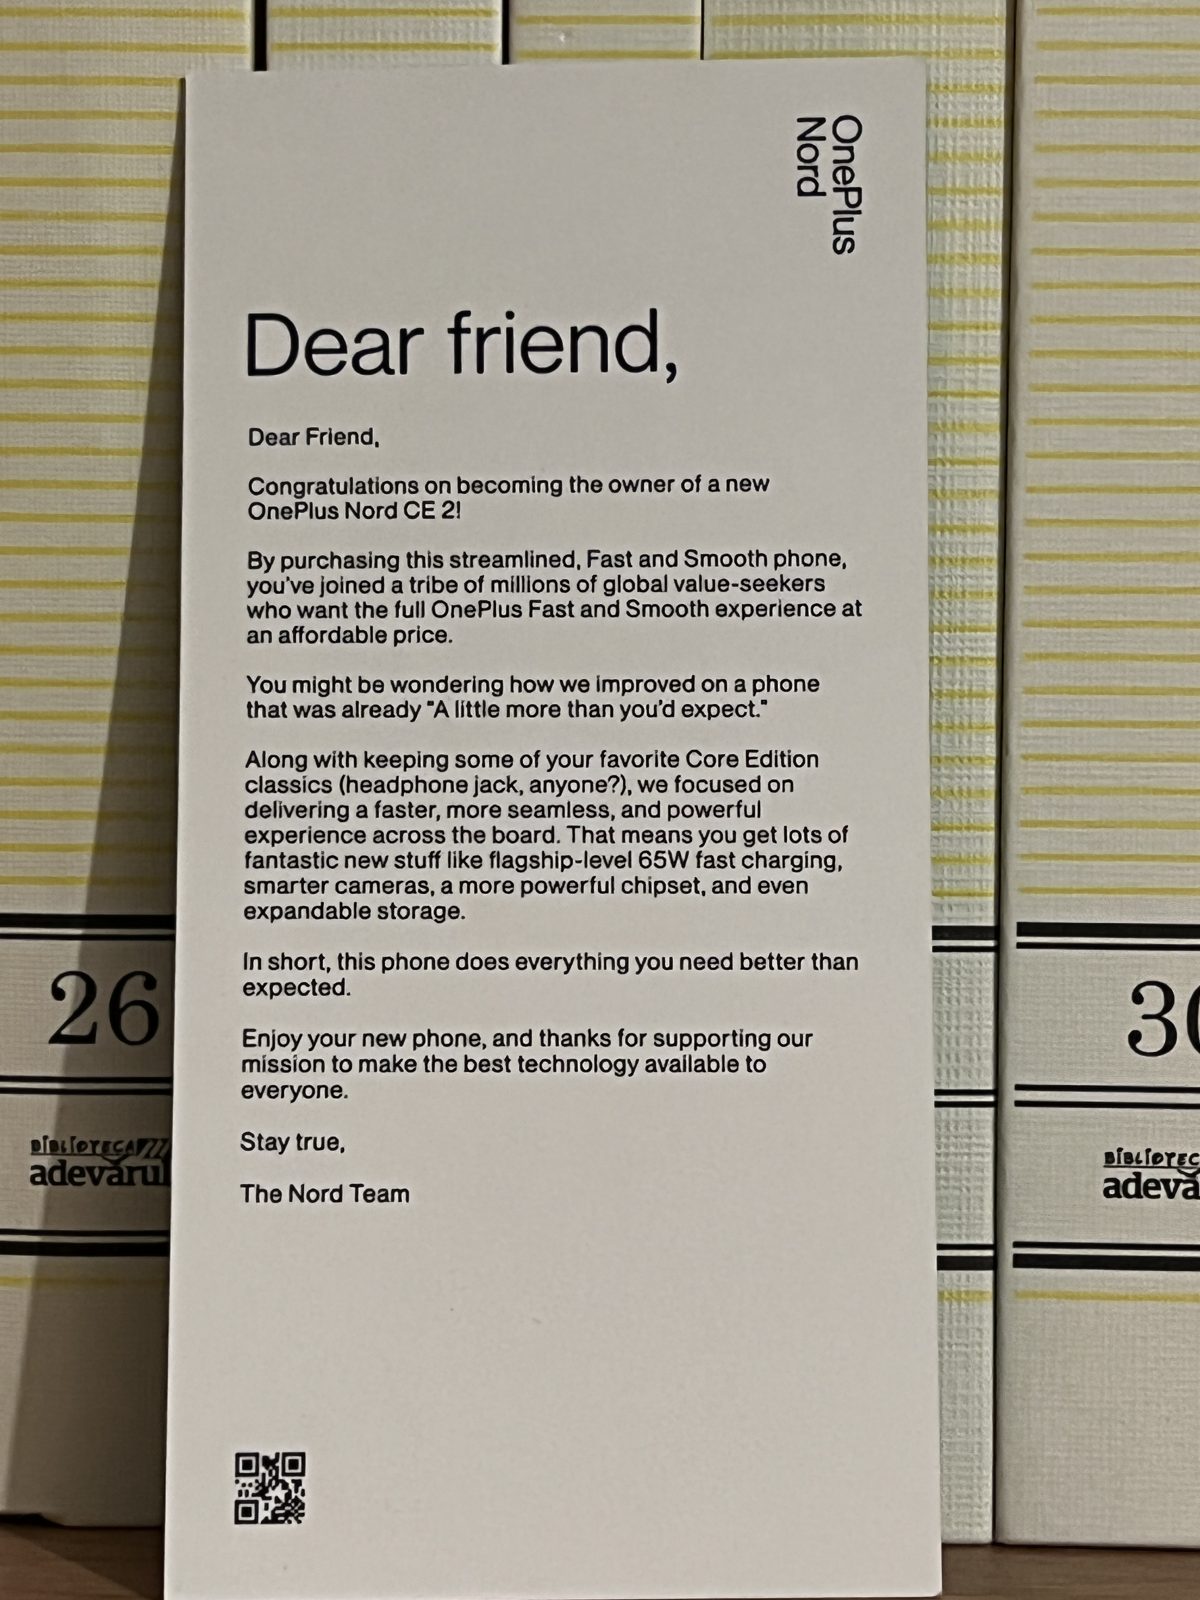 OnePlus
Nord
Dear friend,
Dear Friend,
Congratulations on becoming the owner of a new
OnePlus Nord CE 2!
By purchasing this streamlined, Fast and Smooth phone,
you've joined a tribe of millions of global value-seekers
who want the full OnePlus Fast and Smooth experience at
an affordable price.
You might be wondering how we improved on a phone
that was already "A little more than you'd expect."
Along with keeping some of your favorite Core Edition
classics (headphone jack, anyone?), we focused on
delivering a faster, more seamless, and powerful
experience across the board. That means you get lots of
fantastic new stuff like flagship-level 65W fast charging,
smarter cameras, a more powerful chipset, and even
expandable storage.
In short, this phone does everything you need better than
expected.
Enjoy your new phone, and thanks for supporting our
mission to make the best technology available to
everyone.
Stay true,
The Nord Team
26
BIBLIOTECA
adevărul